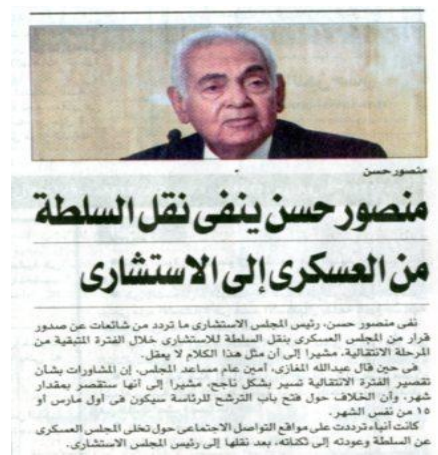 منصور حسن
منصور حسن ينفى نقل السلطة
من العسكرى إلى الاستشارى
نفى منصور حسن، رئيس المجلس الاستشارى ما تردد من شائعات عن صدور
قرار من المجلس العسكرى بنقل السلطة للاستشارى خلال الفترة المتبقية من
المرحلة الانتقالية، مشيرا إلى أن مثل هذا الكلام لا يعقل.
فى حين قال عبدالله المغازى، أمين عام مساعد المجلس، إن المشاورات بشأن
تقصير الفترة الانتقالية تسير بشكل ناجح، مشيرا إلى انها ستقصر بمقدار
شهر، وأن الخلاف حول فتح باب الترشح للرئاسة سيكون فى اول مارس او
١٥ من نفس الشهر.
كانت أنباء ترددت على مواقع التواصل الاجتماعى حول تخلى المجلس العسكرى
عن السلطة وعودته إلى ثكناته، بعد نقلها إلى رئيس المجلس الاستشارى.